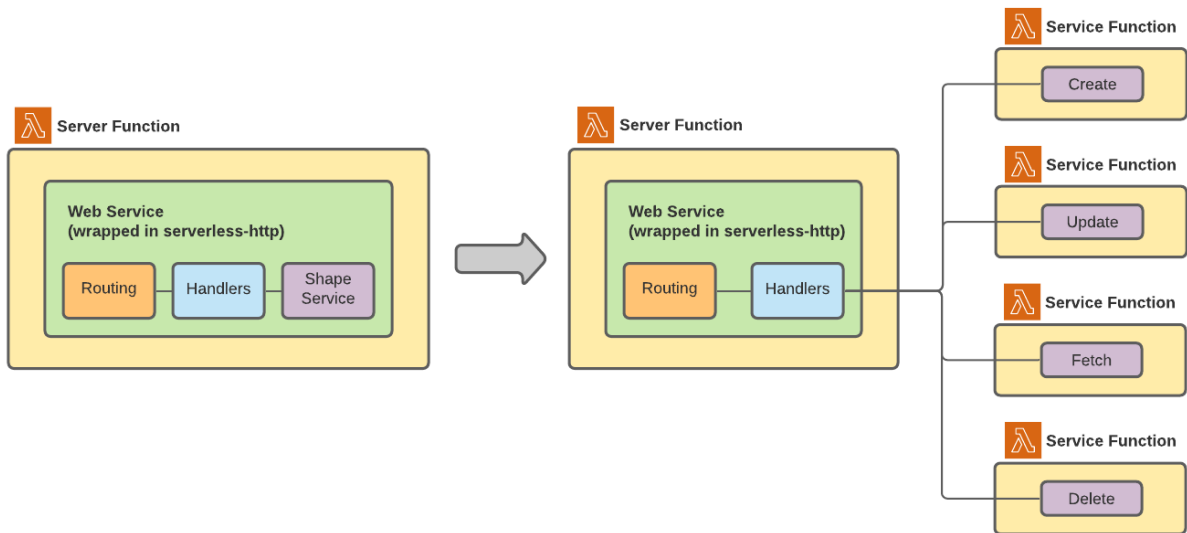 Server Function
Web Service
(wrapped in serverless-http)
Routing
Handlers
Shape
Service
Server Function
Web Service
(wrapped in serverless-http)
Routing
Handlers
Service Function
Create
Service Function
Update
Service Function
Fetch
Service Function
Delete